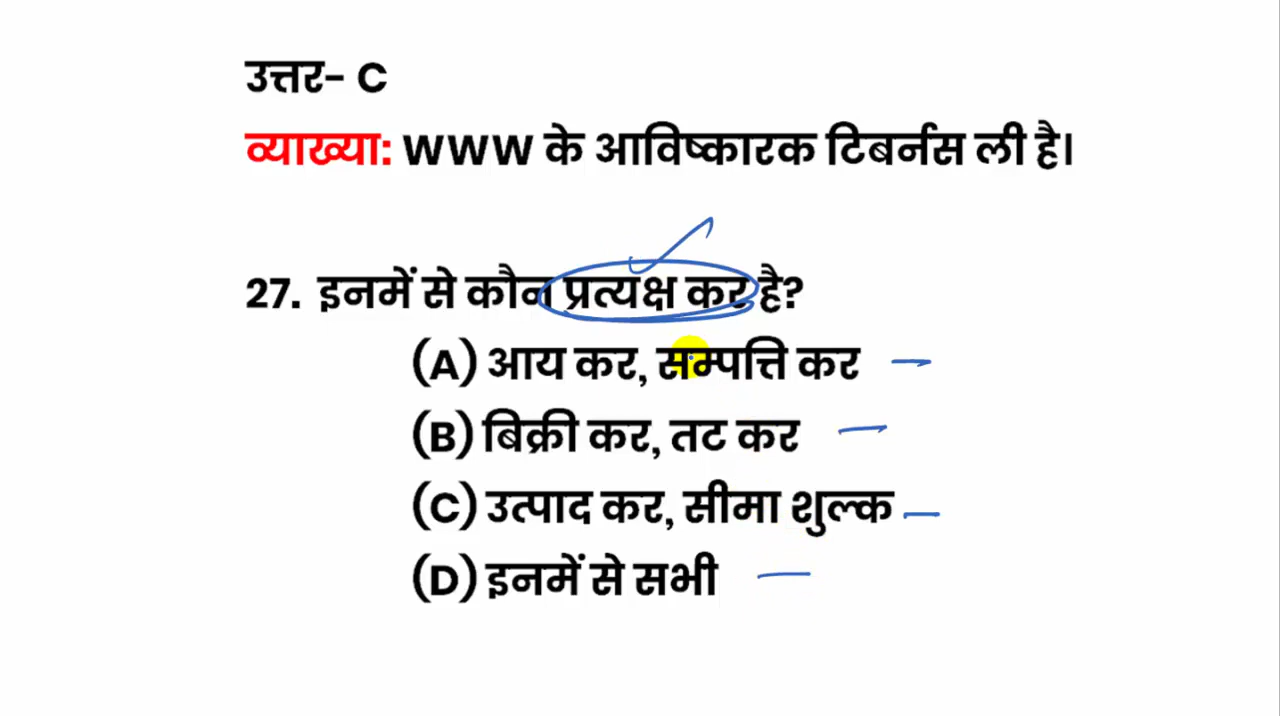 उत्तर- C
व्याख्या: WWW के आविष्कारक टिबर्नस ली है।
27. इनमें से कौन प्रत्यक्ष कर है?
(A) आय कर, सम्पत्ति कर
(B) बिक्री कर, तट कर
(C) उत्पाद कर, सीमा शुल्क
(D) इनमें से सभी